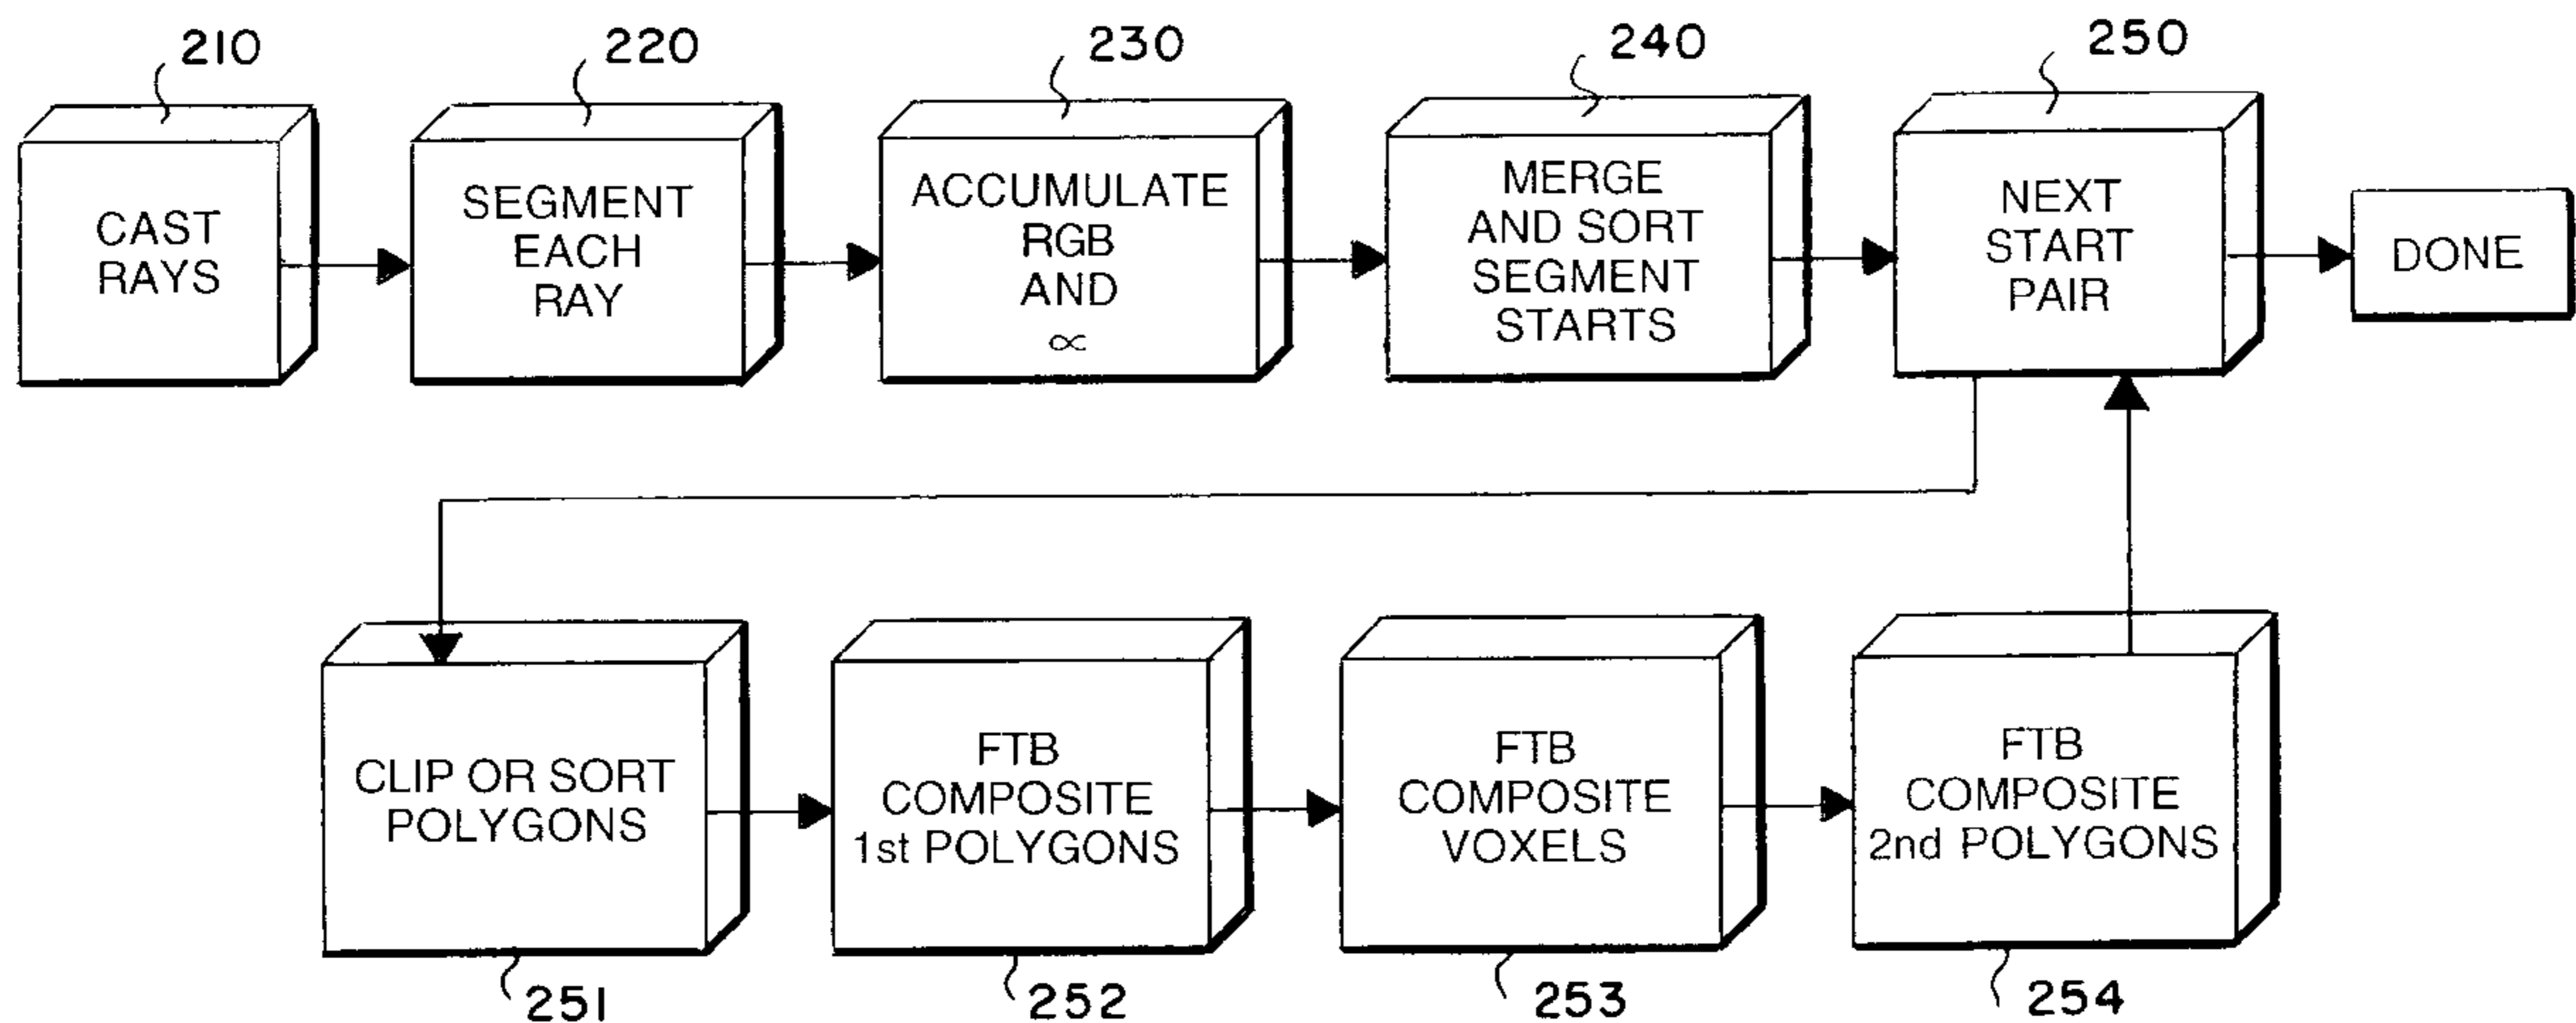 210
220
230
240
250
CAST
RAYS
SEGMENT
EACH
RAY
ACCUMULATE
RGB
AND
∝
MERGE
AND SORT
SEGMENT
STARTS
NEXT
START
PAIR
DONE
CLIP OR SORT
POLYGONS
FTB
COMPOSITE
1st POLYGONS
FTB
COMPOSITE
VOXELS
FTB
COMPOSITE
2nd POLYGONS
251
252
253
254